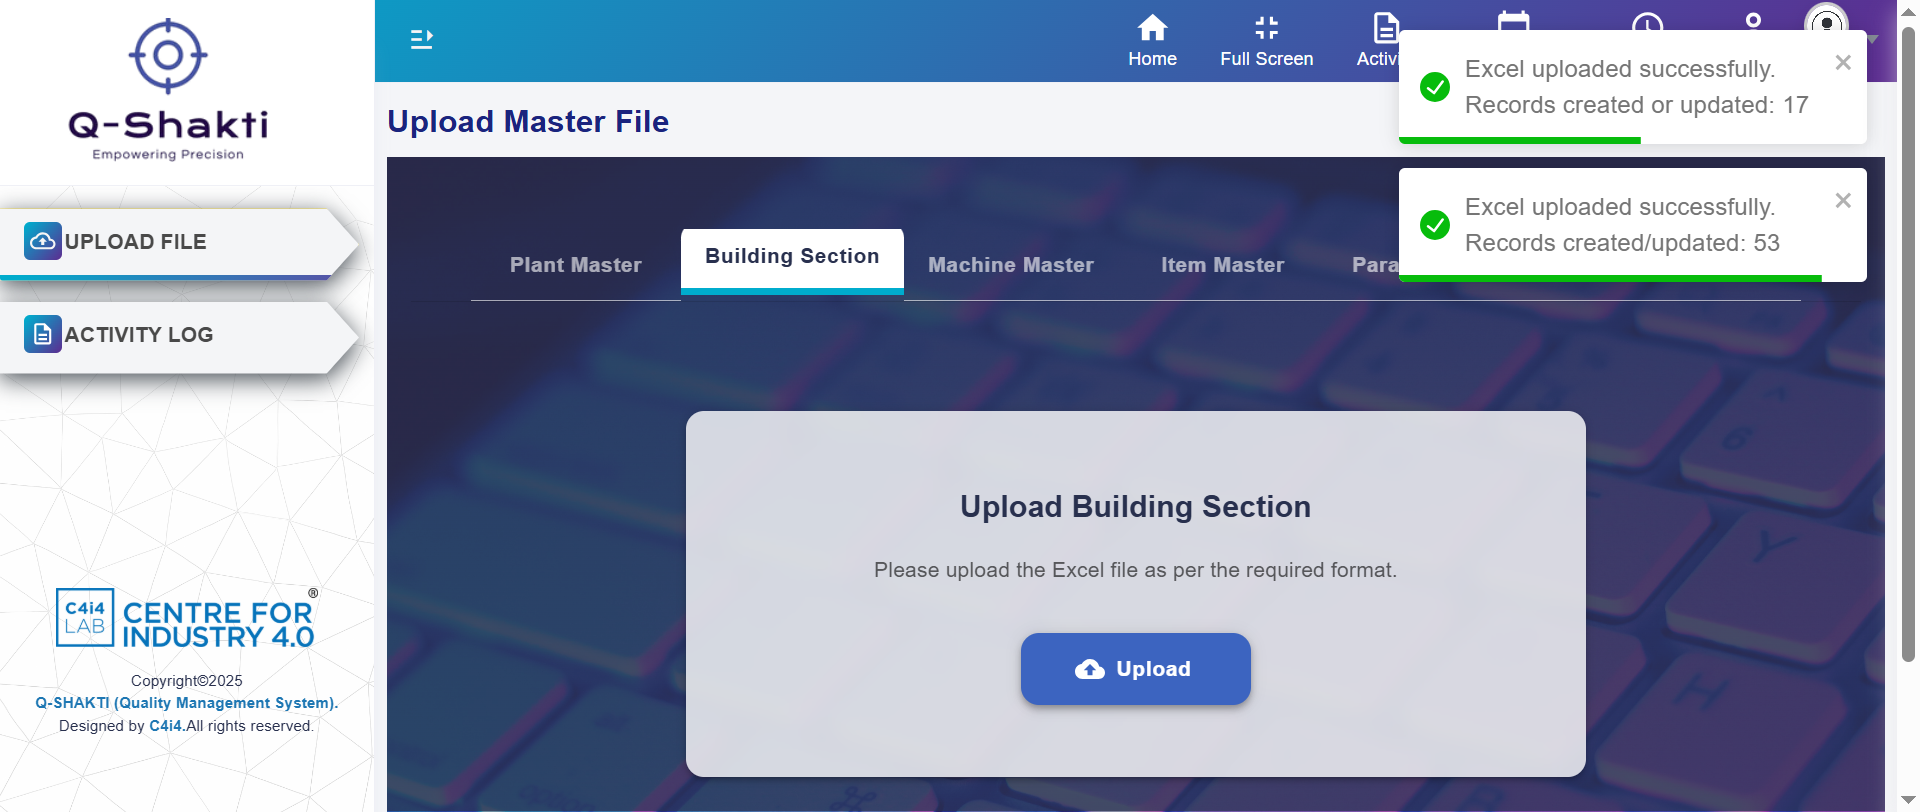 Q-Shakti
Empowering Precision
UPLOAD FILE
ACTIVITY LOG
C4i4
LAB
CENTRE FOR
INDUSTRY 4.0
®
Copyright©2025
Q-SHAKTI (Quality Management System).
Designed by C4i4.All rights reserved.
Home
Full Screen
Activi
Upload Master File
Excel uploaded successfully.
Records created or updated: 17
Excel uploaded successfully.
Records created/updated: 53
Plant Master
Building Section
Machine Master
Item Master
Para
Upload Building Section
Please upload the Excel file as per the required format.
Upload
6
Y
H
option